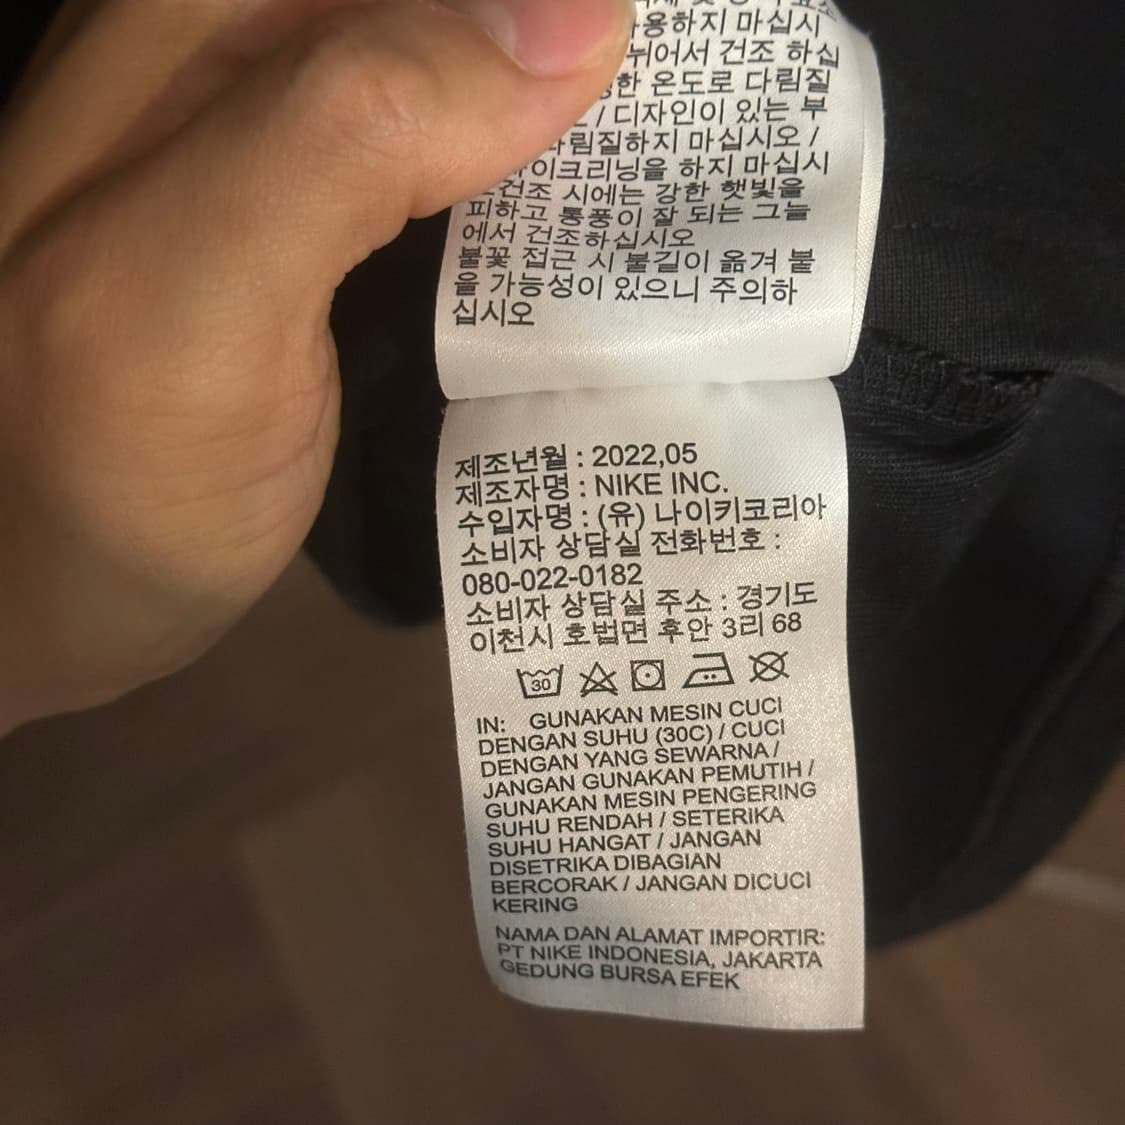 사용하지 마십시
뉘어서 건조 하십
한 온도로 다림질
/ 디자인이 있는 부
다림질하지 마십시오 /
드라이크리닝을 하지 마십시
건조 시에는 강한 햇빛을
피하고 통풍이 잘 되는 그늘
에서 건조하십시오
불꽃 접근 시 불길이 옮겨 붙
을 가능성이 있으니 주의하
십시오
제조년월 : 2022,05
제조자명 : NIKE INC.
수입자명 : (유) 나이키코리아
소비자 상담실 전화번호 :
080-022-0182
소비자 상담실 주소 : 경기도
이천시 호법면 후안 3리 68
30
IN: GUNAKAN MESIN CUCI
DENGAN SUHU (30C) / CUCI
DENGAN YANG SEWARNA /
JANGAN GUNAKAN PEMUTIH /
GUNAKAN MESIN PENGERING
SUHU RENDAH / SETERIKA
SUHU HANGAT / JANGAN
DISETRIKA DIBAGIAN
BERCORAK / JANGAN DICUCI
KERING
NAMA DAN ALAMAT IMPORTIR:
PT NIKE INDONESIA, JAKARTA
GEDUNG BURSA EFEK